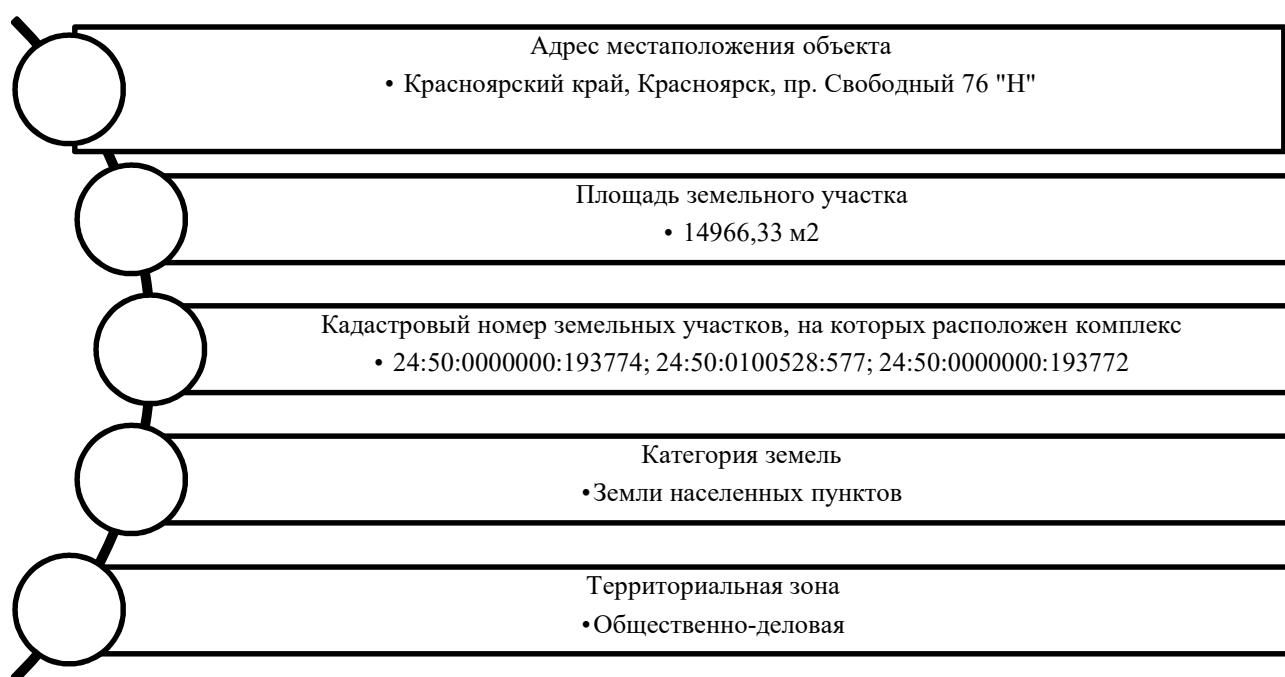 Адрес местаположения объекта
• Красноярский край, Красноярск, пр. Свободный 76 "Н"
Площадь земельного участка
• 14966,33 м2
Кадастровый номер земельных участков, на которых расположен комплекс
• 24:50:0000000:193774; 24:50:0100528:577; 24:50:0000000:193772
Категория земель
•Земли населенных пунктов
Территориальная зона
•Общественно-деловая